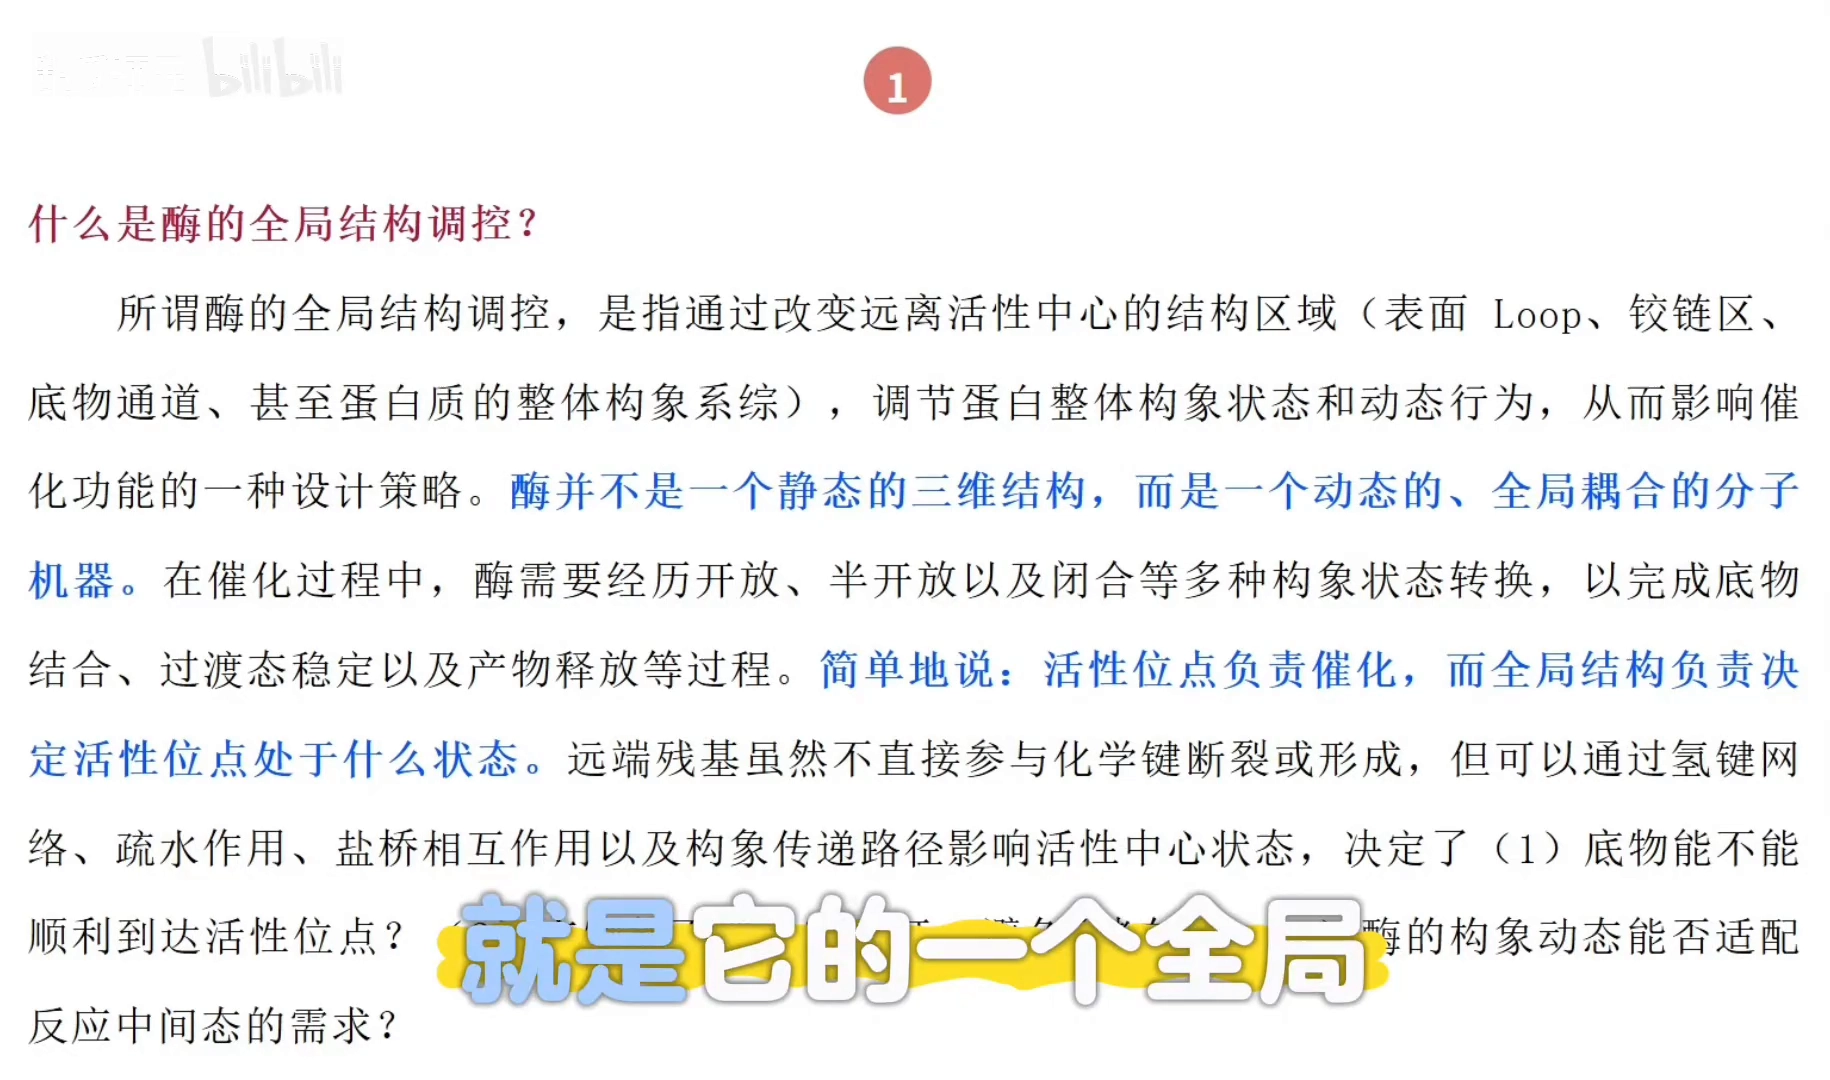 bilibili
1
什么是酶的全局结构调控？
所谓酶的全局结构调控，是指通过改变远离活性中心的结构区域（表面 Loop、铰链区、
底物通道、甚至蛋白质的整体构象系综），调节蛋白整体构象状态和动态行为，从而影响催
化功能的一种设计策略。酶并不是一个静态的三维结构，而是一个动态的、全局耦合的分子
机器。在催化过程中，酶需要经历开放、半开放以及闭合等多种构象状态转换，以完成底物
结合、过渡态稳定以及产物释放等过程。简单地说：活性位点负责催化，而全局结构负责决
定活性位点处于什么状态。远端残基虽然不直接参与化学键断裂或形成，但可以通过氢键网
络、疏水作用、盐桥相互作用以及构象传递路径影响活性中心状态，决定了（1）底物能不能
顺利到达活性位点？ 酶的构象动态能否适配
就是它的一个全局
反应中间态的需求？